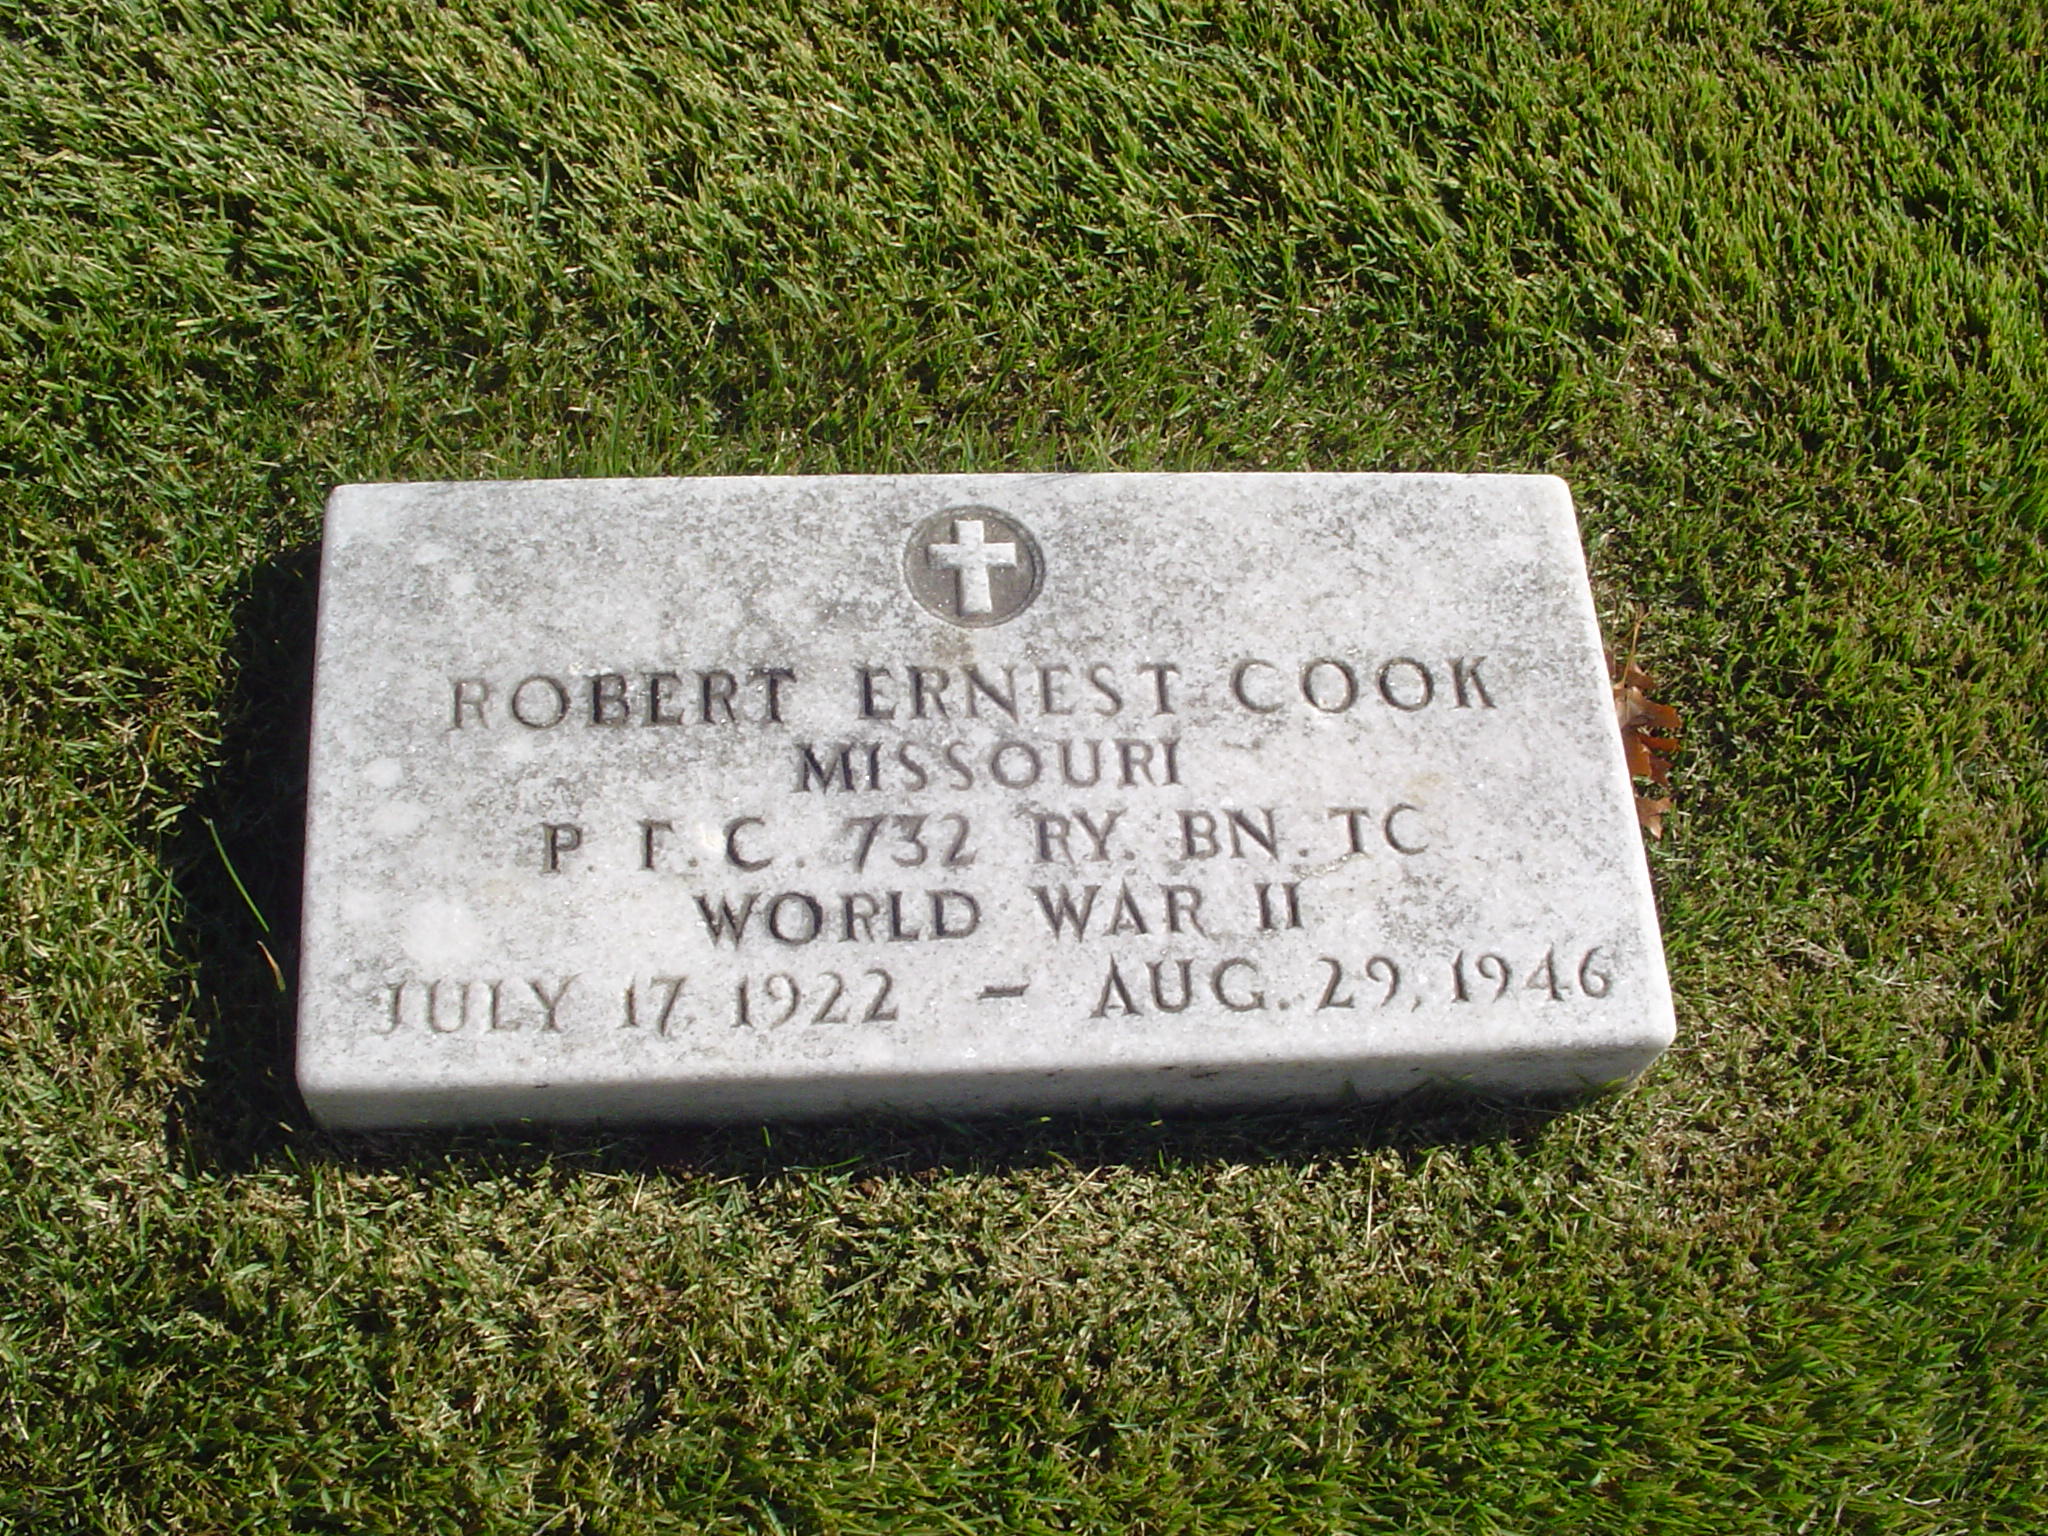 ROBERT ERNEST COOK
MISSOURI
P. F. C. 732 RY. BN. TC
WORLD WAR II
JULY 17, 1922 - AUG. 29, 1946